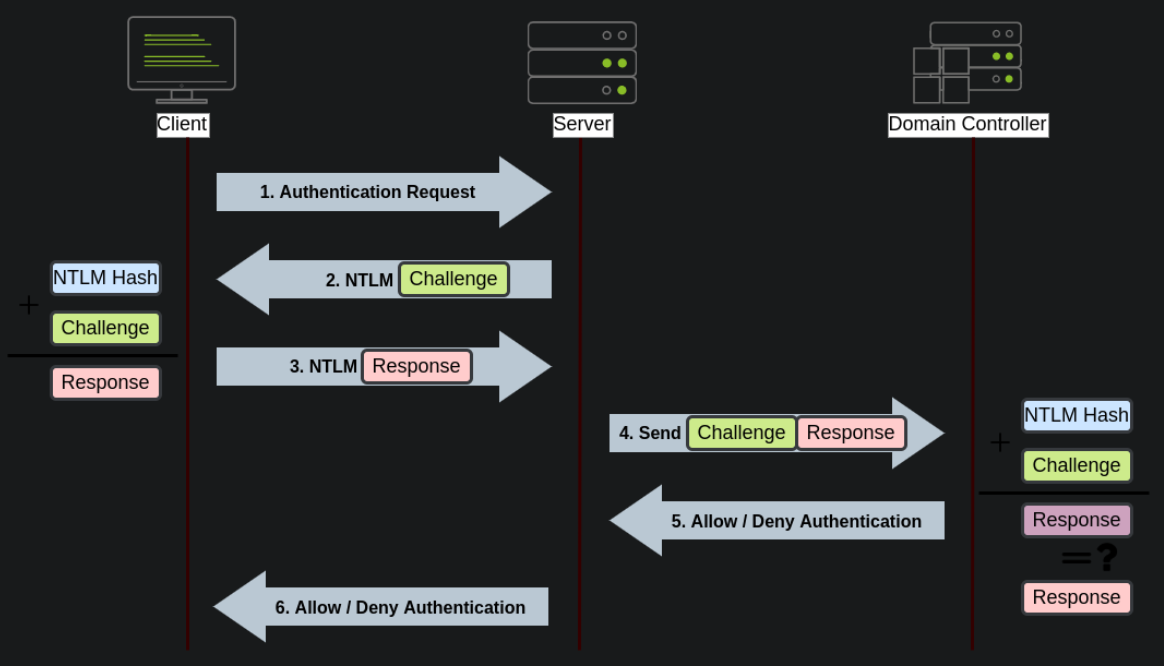 Client
Server
Domain Controller
1. Authentication Request
2. NTLM Challenge
NTLM Hash
+
Challenge
Response
3. NTLM Response
4. Send Challenge Response
NTLM Hash
+
Challenge
Response
=?
Response
5. Allow / Deny Authentication
6. Allow / Deny Authentication